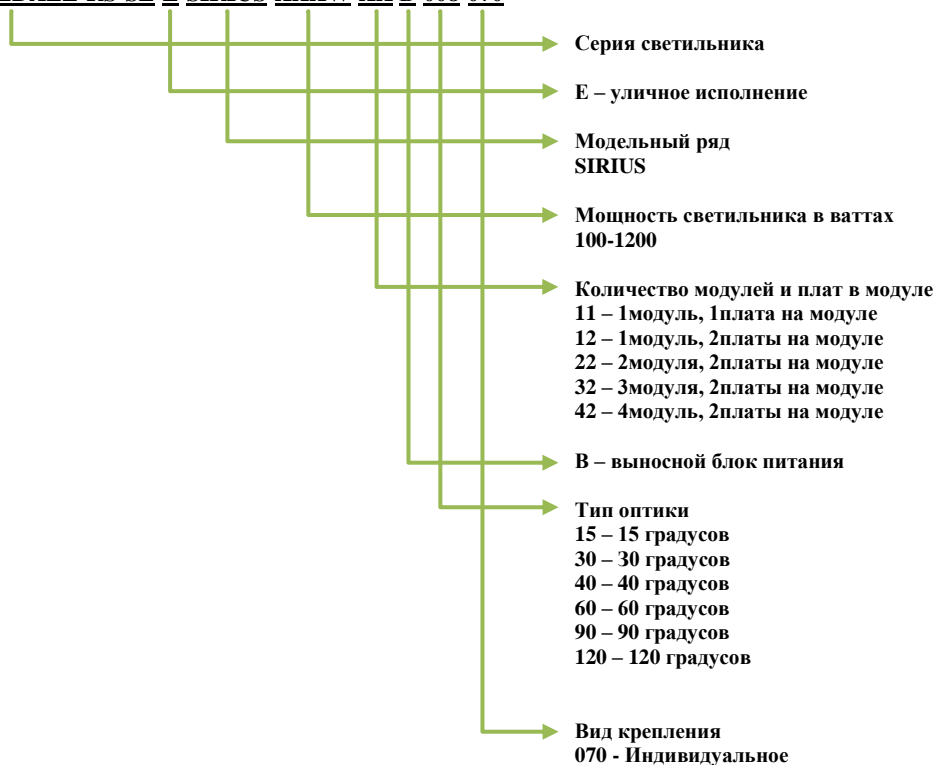 SIRIUS
Серия светильника
E – уличное исполнение
Модельный ряд
SIRIUS
Мощность светильника в ваттах
100-1200
Количество модулей и плат в модуле
11 – 1модуль, 1плата на модуле
12 – 1модуль, 2платы на модуле
22 – 2модуля, 2платы на модуле
32 – 3модуля, 2платы на модуле
42 – 4модуль, 2платы на модуле
В – выносной блок питания
Тип оптики
15 – 15 градусов
30 – 30 градусов
40 – 40 градусов
60 – 60 градусов
90 – 90 градусов
120 – 120 градусов
Вид крепления
070 - Индивидуальное